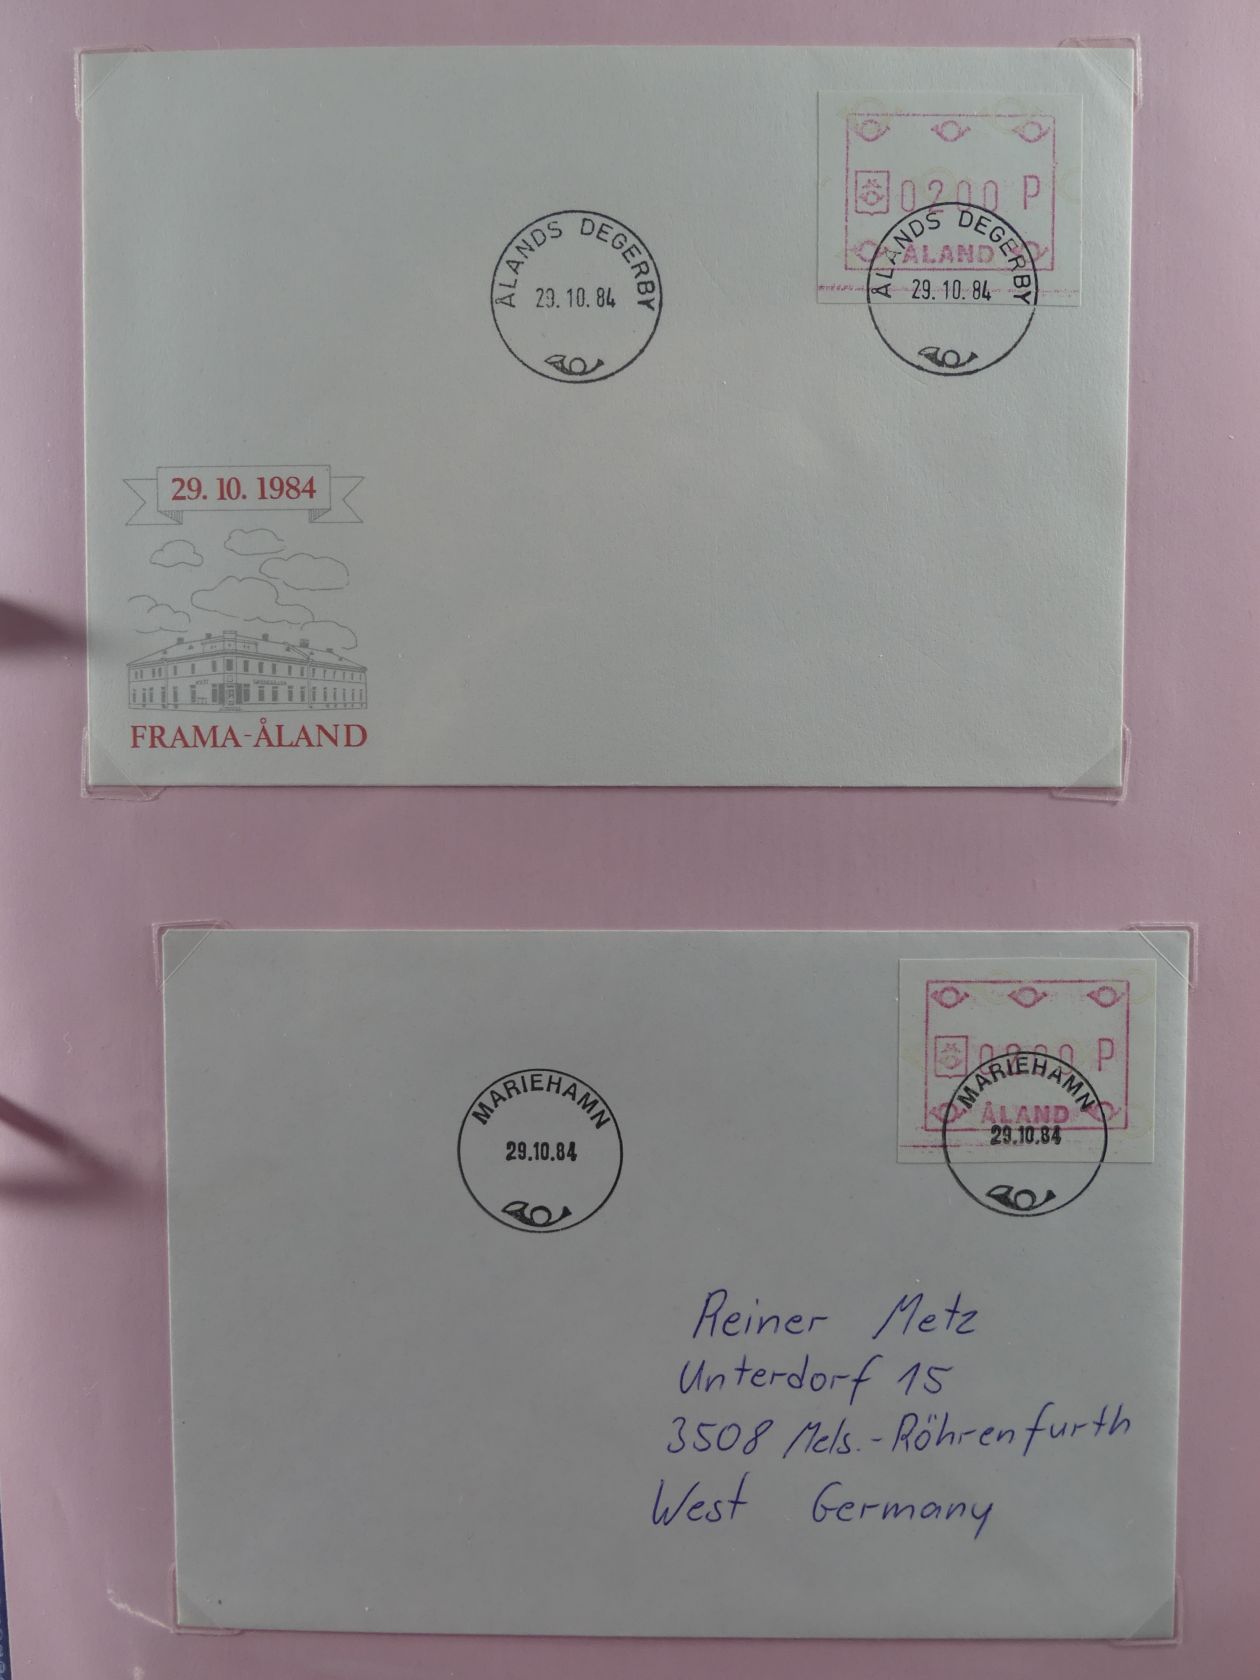 0200 P
ÅLAND
ÅLANDS DEGERBY
29.10.84
ÅLANDS DEGERBY
29.10.84
29. 10. 1984
FRAMA-ÅLAND
P
ÅLAND
MARIEHAMN
29.10.84
MARIEHAMN
29.10.84
Reiner Metz
Unterdorf 15
3508 Mels.-Röhrenfurth
West Germany